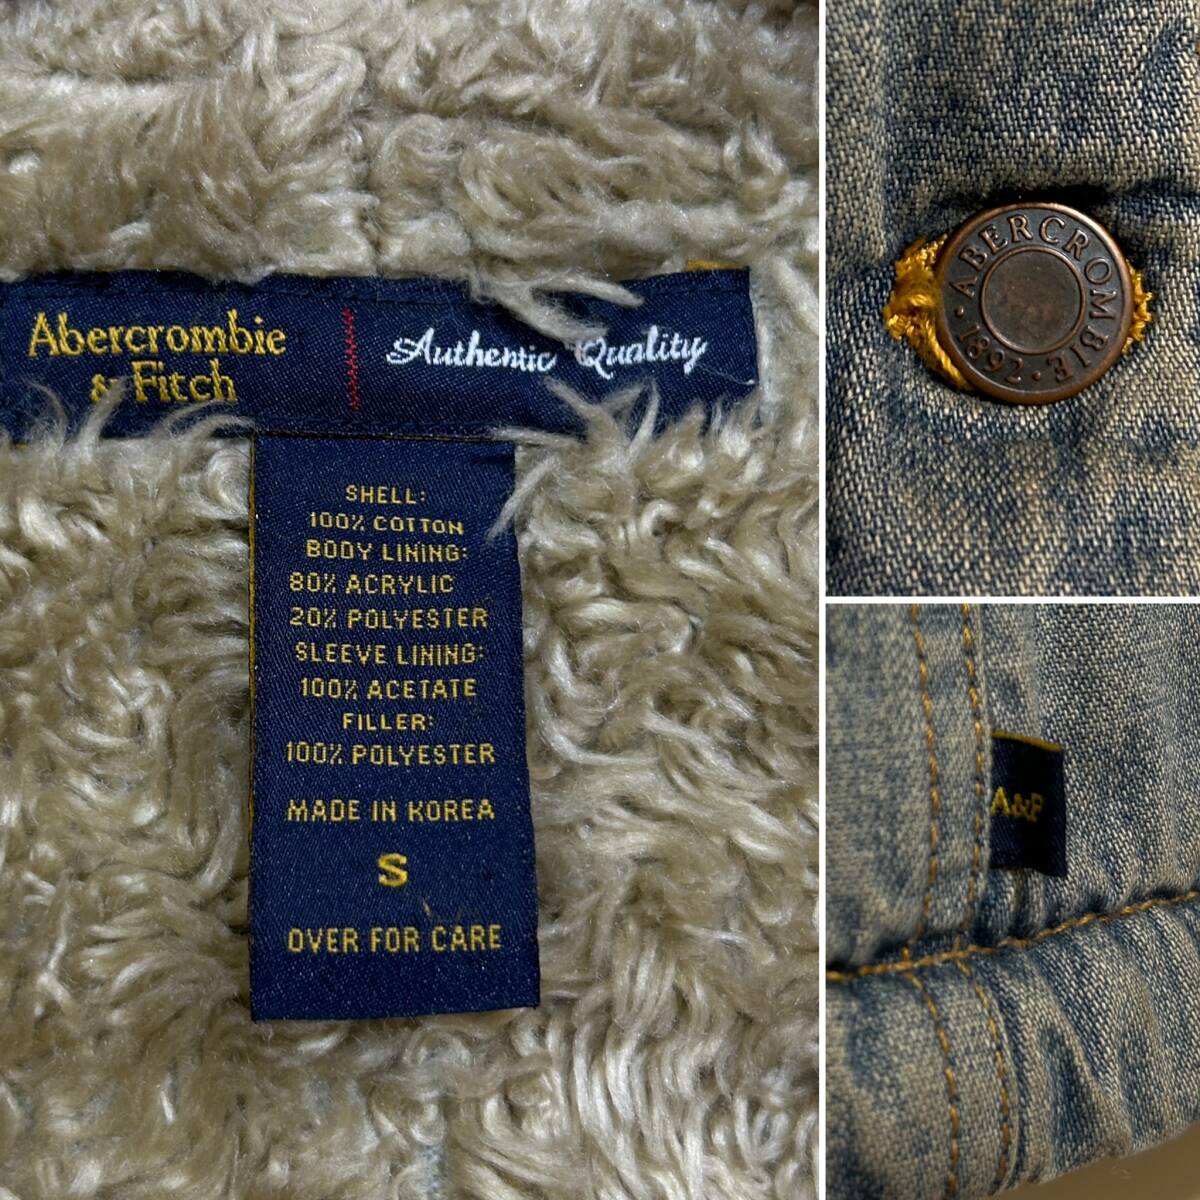 Abercrombie
& Fitch
Authentic Quality
SHELL:
100% COTTON
BODY LINING:
80% ACRYLIC
20% POLYESTER
SLEEVE LINING:
100% ACETATE
FILLER:
100% POLYESTER
MADE IN KOREA
S
OVER FOR CARE
ABERCROMBIE
• 1892 •
A&F